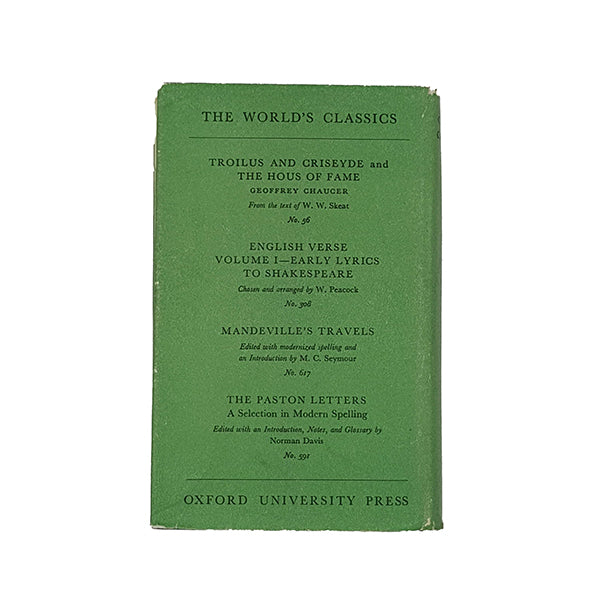 THE WORLD'S CLASSICS
TROILUS AND CRISEYDE and
THE HOUS OF FAME
GEOFFREY CHAUCER
From the text of W. W. Skeat
No. 56
ENGLISH VERSE
VOLUME I—EARLY LYRICS
TO SHAKESPEARE
Chosen and arranged by W. Peacock
No. 308
MANDEVILLE'S TRAVELS
Edited with modernized spelling and
an Introduction by M. C. Seymour
No. 617
THE PASTON LETTERS
A Selection in Modern Spelling
Edited with an Introduction, Notes, and Glossary by
Norman Davis
No. 591
OXFORD UNIVERSITY PRESS